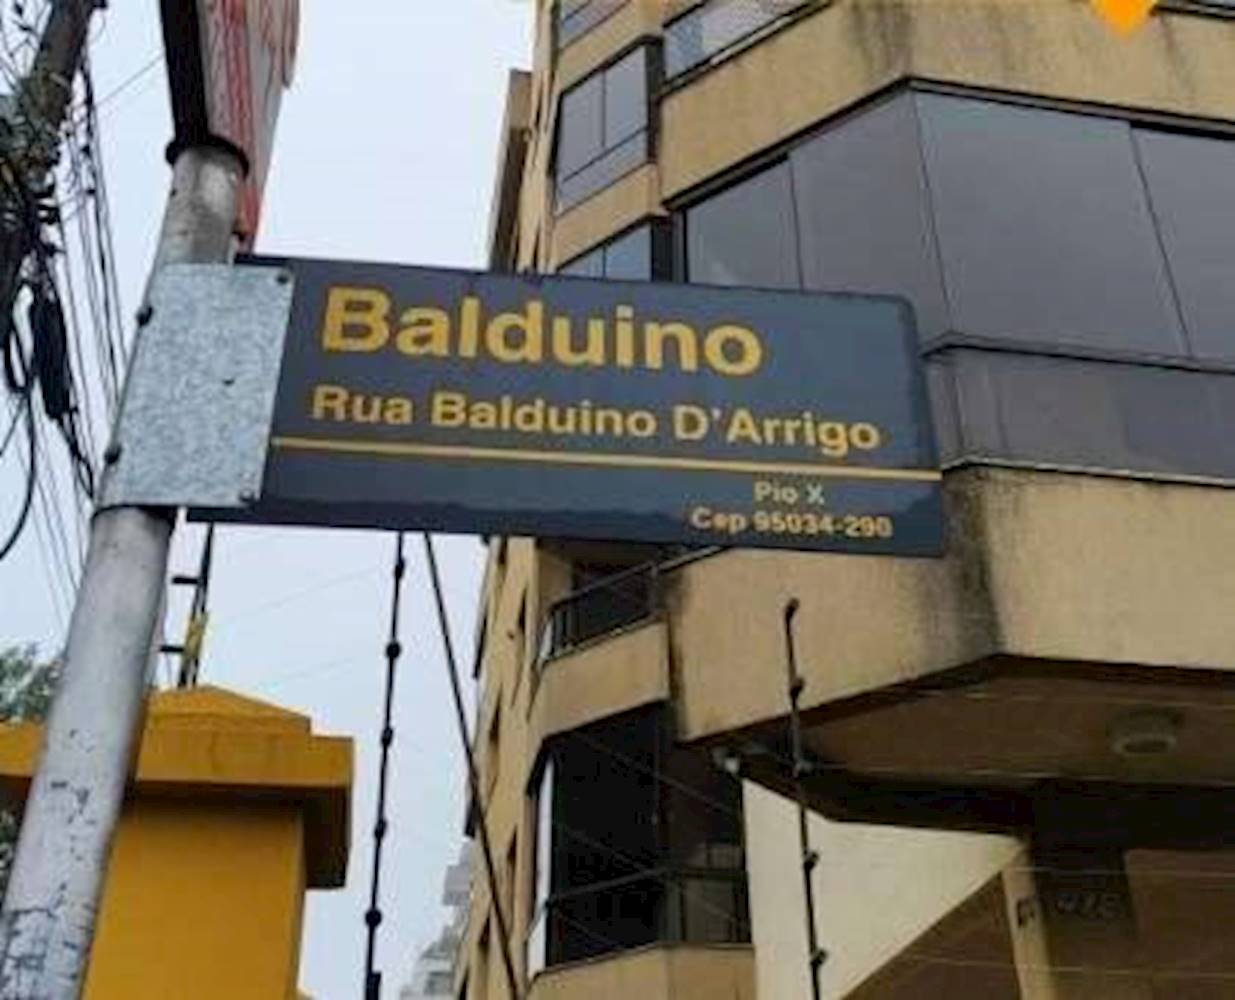 Balduino
Rua Balduino D'Arrigo
Pio X
Cep 95034-290